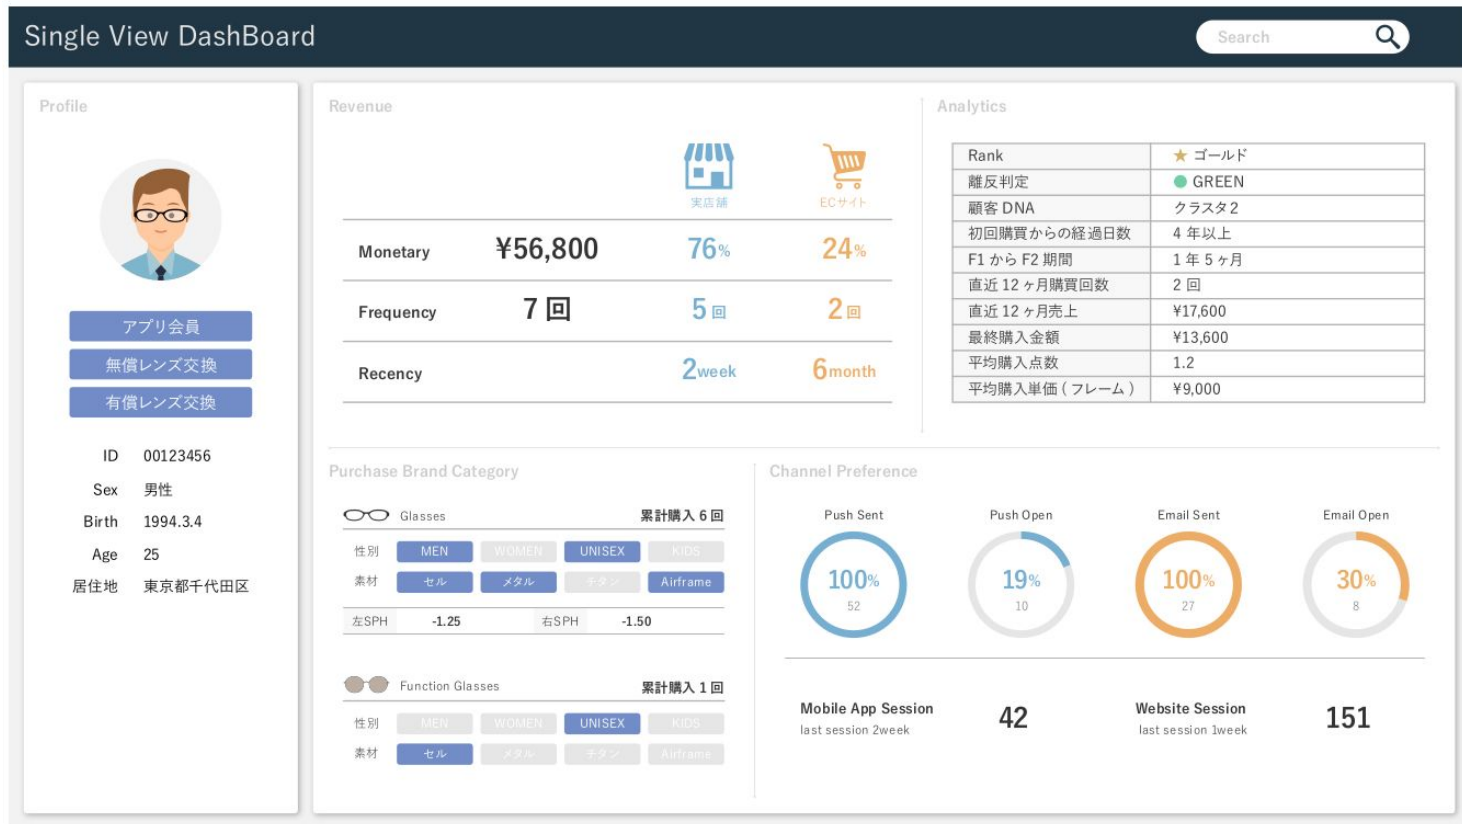 Single View DashBoard
Search
Profile
アプリ会員
無償レンズ交換
有償レンズ交換
ID 00123456
Sex 男性
Birth 1994.3.4
Age 25
居住地 東京都千代田区
Revenue
実店舗 ECサイト
Monetary ¥56,800 76% 24%
Frequency 7 回 5 回 2 回
Recency 2week 6month
Analytics
Rank ★ ゴールド
離反判定 GREEN
顧客 DNA クラスタ2
初回購買からの経過日数 4 年以上
F1 から F2 期間 1 年 5 ヶ月
直近 12 ヶ月購買回数 2 回
直近 12 ヶ月売上 ¥17,600
最終購入金額 ¥13,600
平均購入点数 1.2
平均購入単価 ( フレーム ) ¥9,000
Purchase Brand Category
Glasses 累計購入 6 回
性別 MEN WOMEN UNISEX KIDS
素材 セル メタル チタン Airframe
左SPH -1.25 右SPH -1.50
Function Glasses 累計購入 1 回
性別 MEN WOMEN UNISEX KIDS
素材 セル メタル チタン Airframe
Channel Preference
Push Sent Push Open Email Sent Email Open
100% 19% 100% 30%
52 10 27 8
Mobile App Session 42 Website Session 151
last session 2week last session 1week